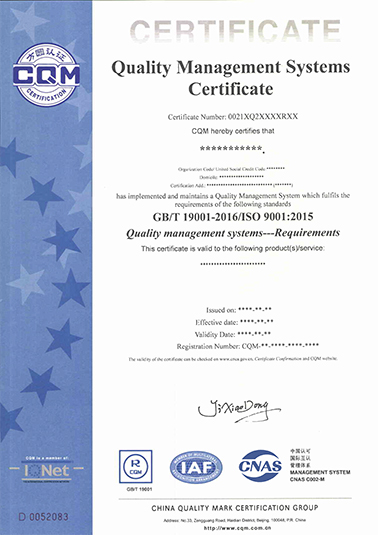 CERTIFICATE
方圆认证
CQM
CERTIFICATION
Quality Management Systems
Certificate
Certificate Number: 0021XQ2XXXXRXX
CQM hereby certifies that
***********.
Organization Code/ United Social Credit Code: ********
Domicile: ********************
Certification Add.: **************************** (*******)
has implemented and maintains a Quality Management System which fulfils the
requirements of the following standards
GB/T 19001-2016/ISO 9001:2015
Quality management systems---Requirements
This certificate is valid to the following product(s)/service:
************************
Issued on: ****-**-**
Effective date: ****-**-**
Validity Date: ****-**-**
Registration Number: CQM-**-****-****-****
The validity of the certificate can be checked on www.cnca.gov.cn, Certificate Confirmation and CQM website.
Ji XiaoDong
CQM is a member of:
IQNet
R
CQM
GB/T 19001
IAF
CNAS
中国认可
国际互认
管理体系
MANAGEMENT SYSTEM
CNAS C002-M
D 0052083
CHINA QUALITY MARK CERTIFICATION GROUP
Address: No.33, Zengguang Road, Haidian District, Beijing, 100048, P.R. China
http://www.cqm.com.cn